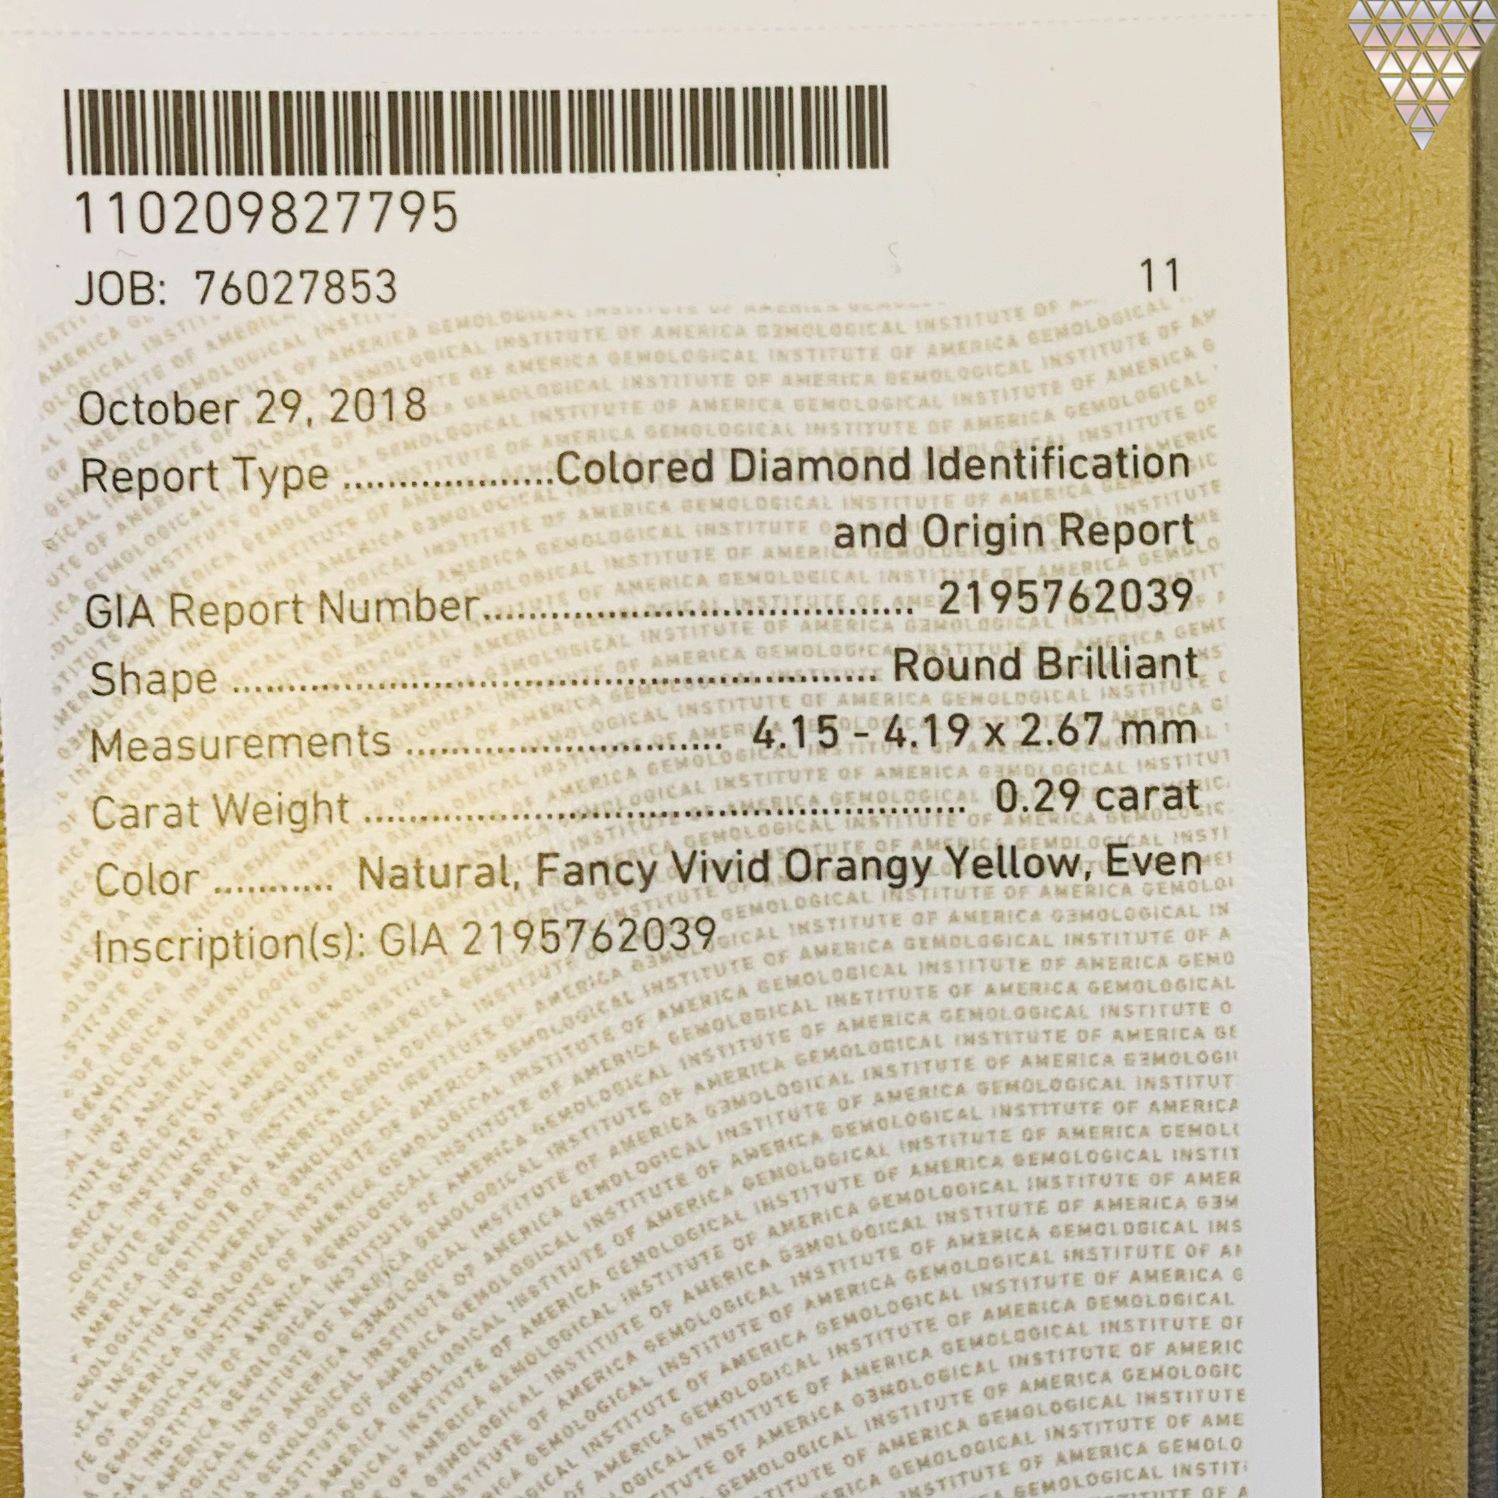 110209827795
JOB: 76027853
11
October 29, 2018
Report Type ...................Colored Diamond Identification
and Origin Report
GIA Report Number....................................... 2195762039
Shape .......................................................... Round Brilliant
Measurements ............................ 4.15 - 4.19 x 2.67 mm
Carat Weight ...................................................... 0.29 carat
Color ........... Natural, Fancy Vivid Orangy Yellow, Even
Inscription(s): GIA 2195762039